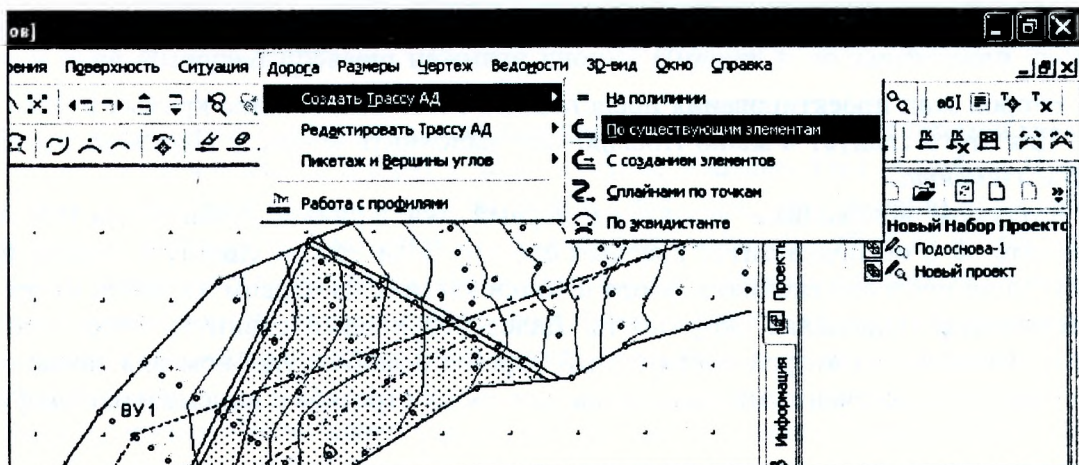 ов]
рения Поверхность Ситуация Дорога Размеры Чертеж Ведомости 3D-вид Окно Справка
Создать Трассу АД
Редактировать Трассу АД
Пикетаж и Вершины углов
Работа с профилями
На полилинии
По существующим элементам
С созданием элементов
Сплайнами по точкам
По эквидистанте
абI
Новый Набор Проекто
Подоснова-1
Новый проект
Проекты
Информация
ВУ1